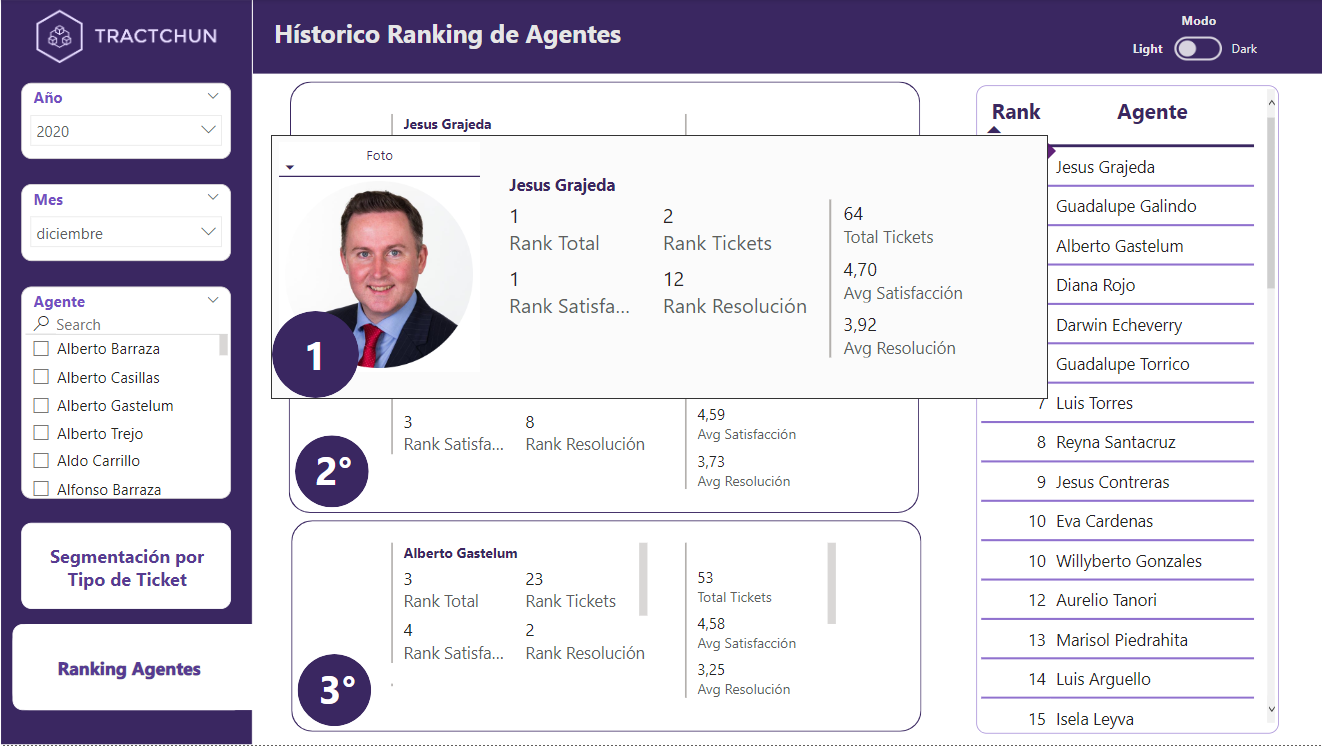 TRACTCHUN
Hístorico Ranking de Agentes
Modo
Light
Dark
Año
2020
Mes
diciembre
Agente
Search
Alberto Barraza
Alberto Casillas
Alberto Gastelum
Alberto Trejo
Aldo Carrillo
Alfonso Barraza
Segmentación por
Tipo de Ticket
Ranking Agentes
Jesus Grajeda
Foto
Jesus Grajeda
1
2
Rank Total
Rank Tickets
1
12
Rank Satisfa...
Rank Resolución
64
Total Tickets
4,70
Avg Satisfacción
3,92
Avg Resolución
1
3
8
Rank Satisfa...
Rank Resolución
4,59
Avg Satisfacción
3,73
Avg Resolución
2°
Alberto Gastelum
3
23
Rank Total
Rank Tickets
4
2
Rank Satisfa...
Rank Resolución
53
Total Tickets
4,58
Avg Satisfacción
3,25
Avg Resolución
3°
Rank Agente
Jesus Grajeda
Guadalupe Galindo
Alberto Gastelum
Diana Rojo
Darwin Echeverry
Guadalupe Torrico
7 Luis Torres
8 Reyna Santacruz
9 Jesus Contreras
10 Eva Cardenas
10 Willyberto Gonzales
12 Aurelio Tanori
13 Marisol Piedrahita
14 Luis Arguello
15 Isela Leyva